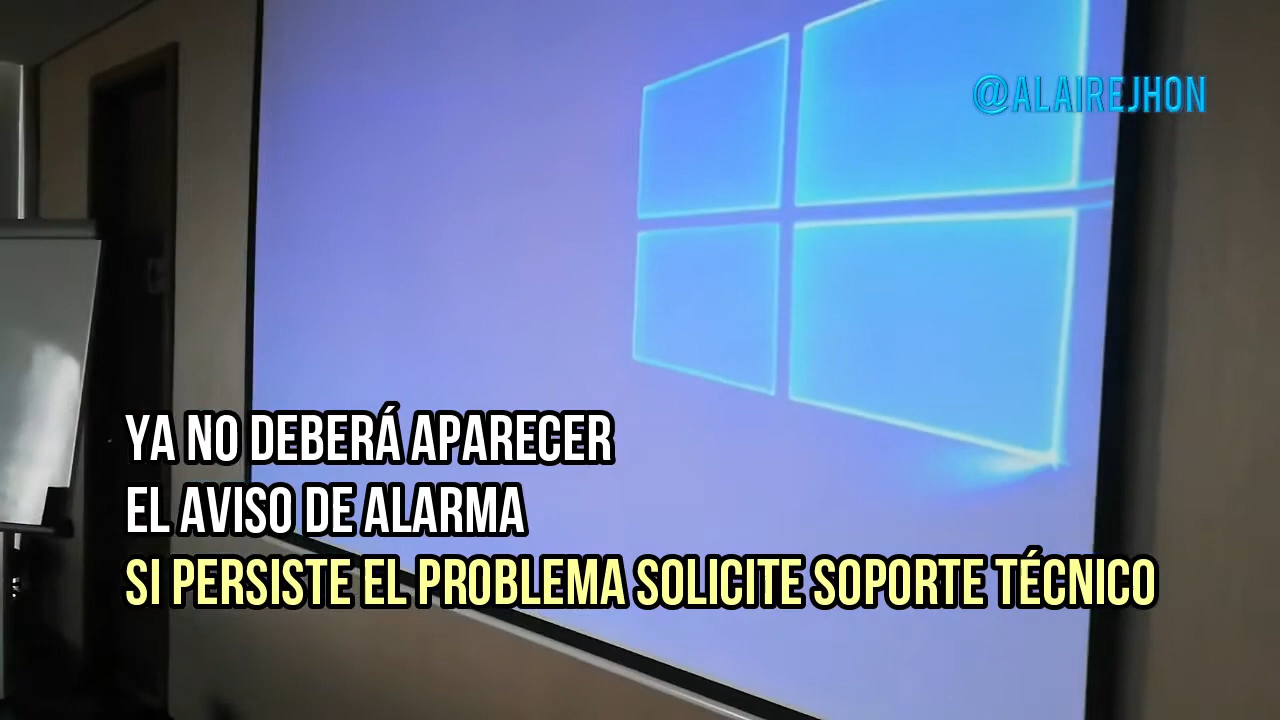 @ALAIREJHON
YA NO DEBERÁ APARECER
EL AVISO DE ALARMA
SI PERSISTE EL PROBLEMA SOLICITE SOPORTE TÉCNICO